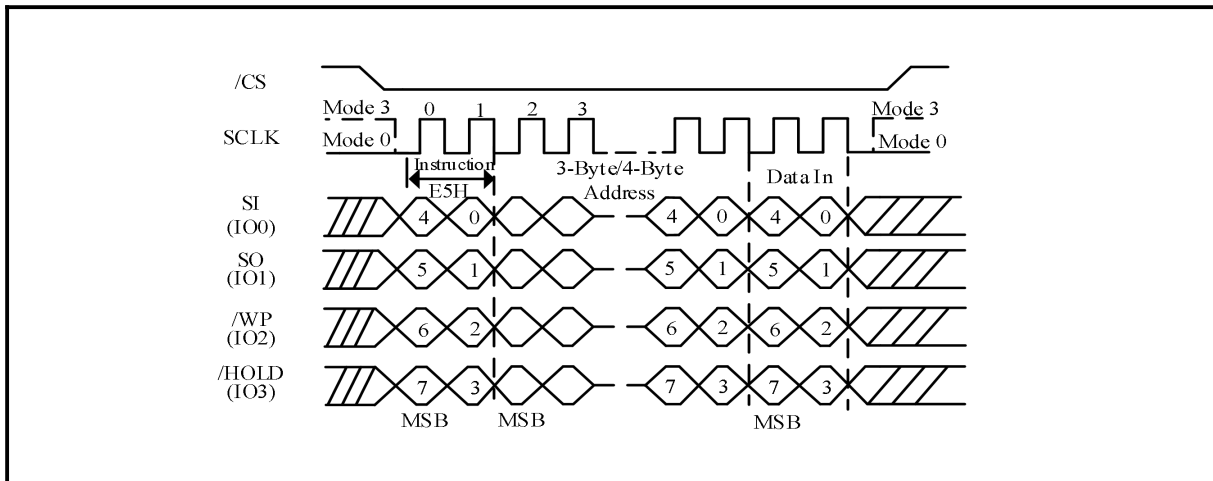 /CS
Mode 3 0 1 2 3 Mode 3
SCLK Mode 0 Mode 0
Instruction 3-Byte/4-Byte Data In
E5H Address
SI 4 0 4 0 4 0
(IO0)
SO 5 1 5 1 5 1
(IO1)
/WP 6 2 6 2 6 2
(IO2)
/HOLD 7 3 7 3 7 3
(IO3)
MSB MSB MSB